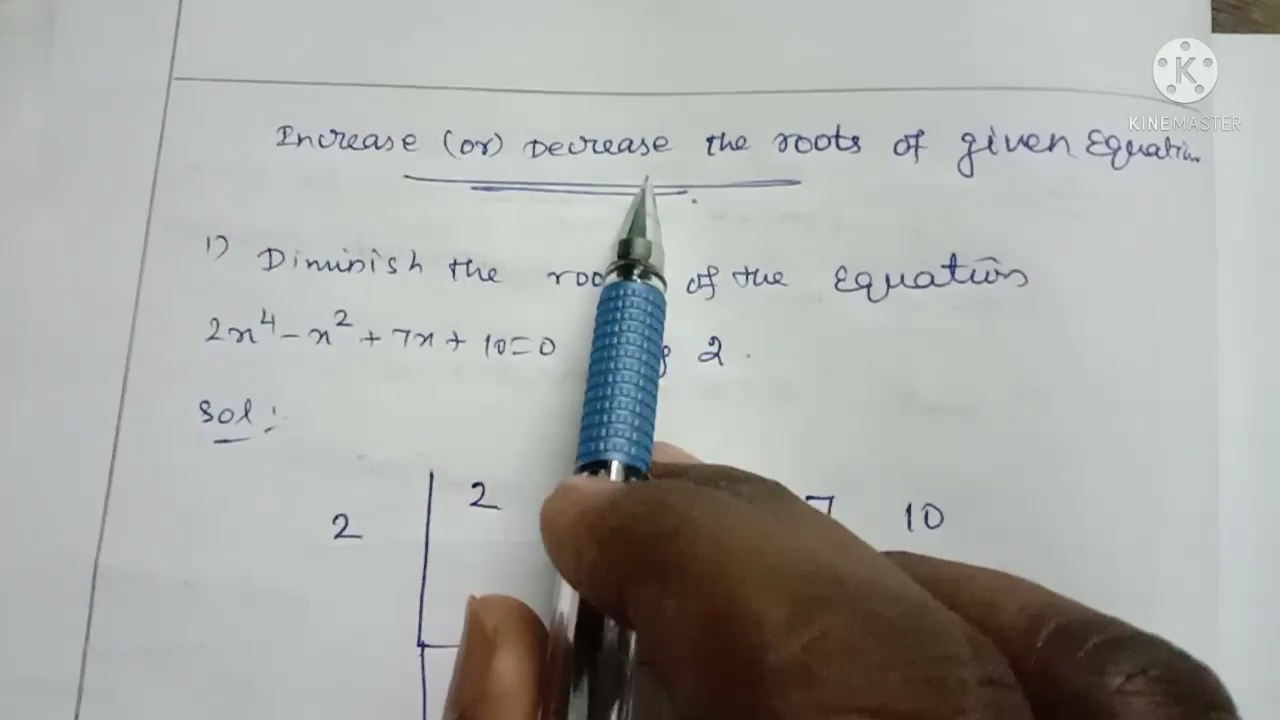 KINEMASTER
Increase (or) Decrease the roots of given Equation
1) Diminish the of the Equation
2x⁴ - x² + 7x + 10 = 0 2.
Sol:
2 2 7 10